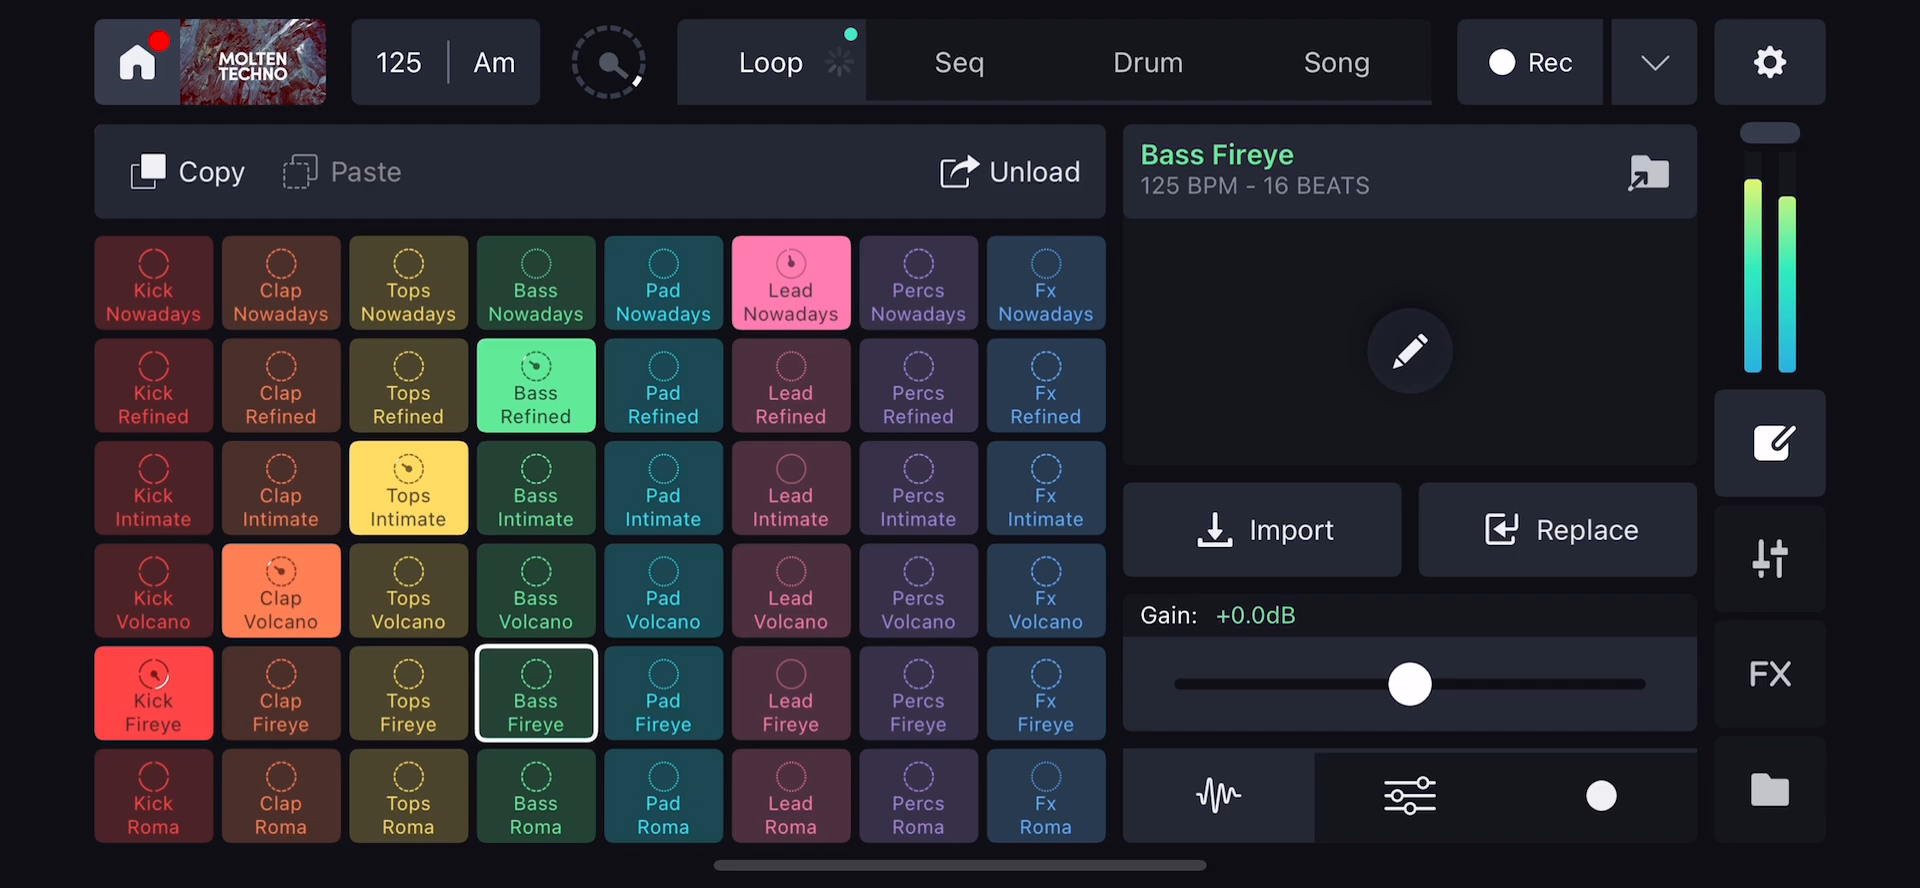 MOLTEN
TECHNO
125 Am
Loop Seq Drum Song
Rec
Copy Paste Unload
Bass Fireye
125 BPM - 16 BEATS
Kick Clap Tops Bass Pad Lead Percs Fx
Nowadays Nowadays Nowadays Nowadays Nowadays Nowadays Nowadays Nowadays
Kick Clap Tops Bass Pad Lead Percs Fx
Refined Refined Refined Refined Refined Refined Refined Refined
Kick Clap Tops Bass Pad Lead Percs Fx
Intimate Intimate Intimate Intimate Intimate Intimate Intimate Intimate
Kick Clap Tops Bass Pad Lead Percs Fx
Volcano Volcano Volcano Volcano Volcano Volcano Volcano Volcano
Kick Clap Tops Bass Pad Lead Percs Fx
Fireye Fireye Fireye Fireye Fireye Fireye Fireye Fireye
Kick Clap Tops Bass Pad Lead Percs Fx
Roma Roma Roma Roma Roma Roma Roma Roma
Import Replace
Gain: +0.0dB
FX